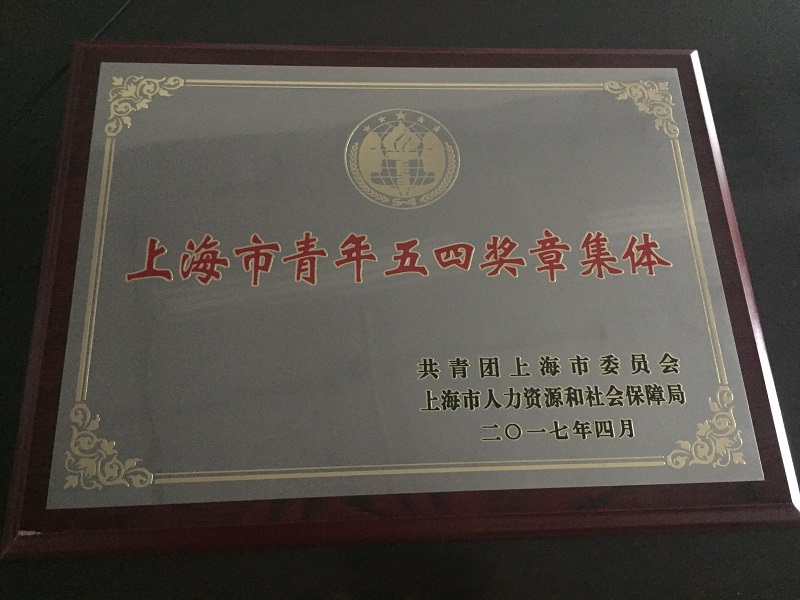 5·4
上海市青年五四奖章集体
共青团上海市委员会
上海市人力资源和社会保障局
二〇一七年四月